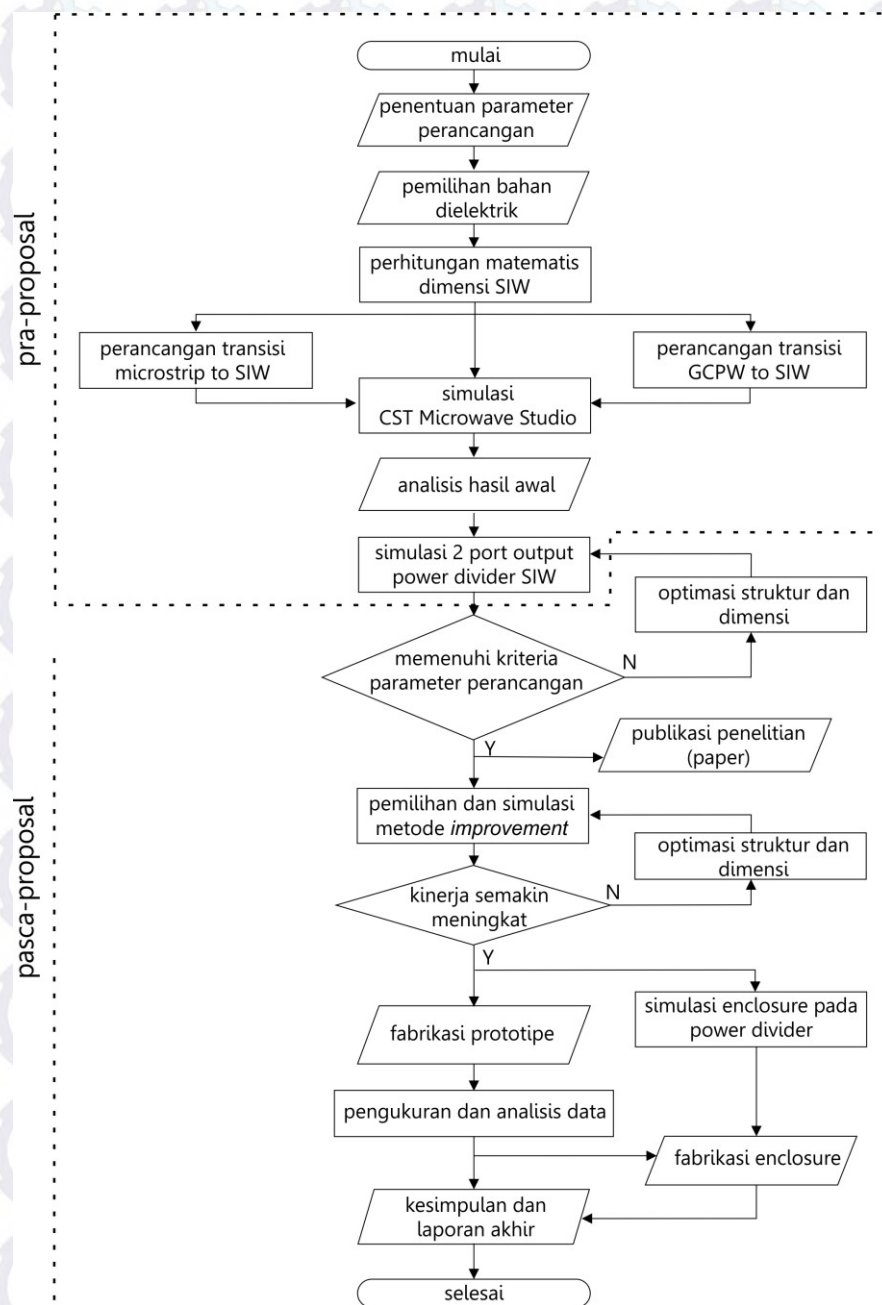 mulai
penentuan parameter
perancangan
pemilihan bahan
dielektrik
pra-proposal
perhitungan matematis
dimensi SIW
perancangan transisi
microstrip to SIW
perancangan transisi
GCPW to SIW
simulasi
CST Microwave Studio
analisis hasil awal
simulasi 2 port output
power divider SIW
optimasi struktur dan
dimensi
memenuhi kriteria
parameter perancangan
N
Y
publikasi penelitian
(paper)
pasca-proposal
pemilihan dan simulasi
metode improvement
optimasi struktur dan
dimensi
kinerja semakin
meningkat
N
Y
simulasi enclosure pada
power divider
fabrikasi prototipe
pengukuran dan analisis data
fabrikasi enclosure
kesimpulan dan
laporan akhir
selesai